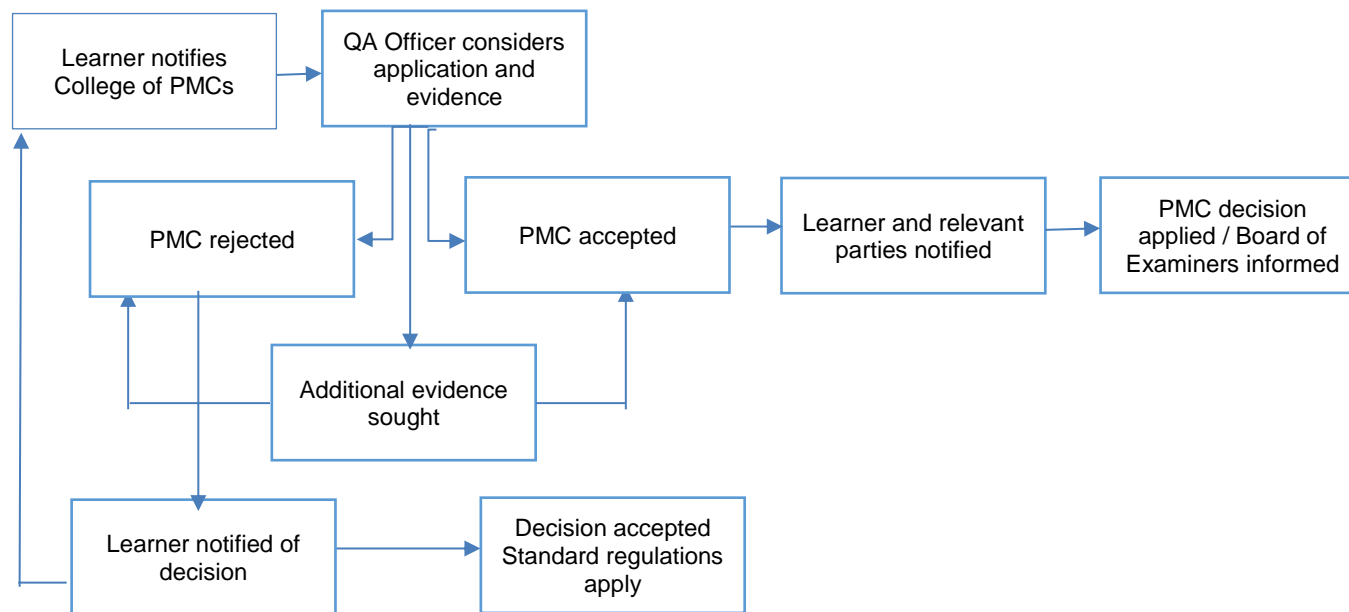 Learner notifies
College of PMCs
QA Officer considers
application and
evidence
PMC rejected
PMC accepted
Learner and relevant
parties notified
PMC decision
applied / Board of
Examiners informed
Additional evidence
sought
Learner notified of
decision
Decision accepted
Standard regulations
apply